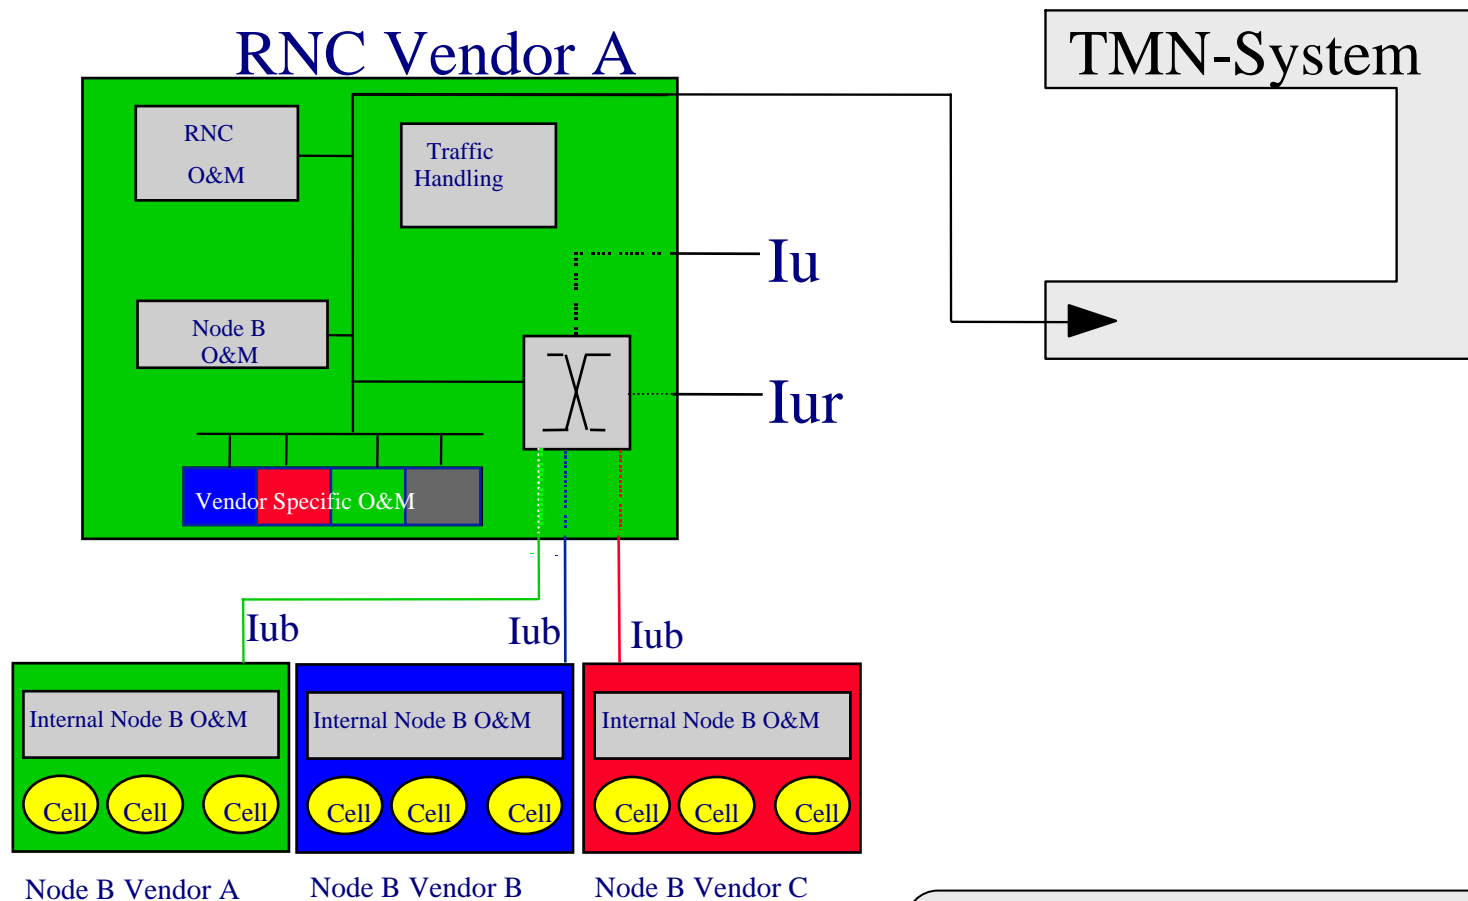 RNC Vendor A
TMN-System
RNC
O&M
Traffic
Handling
Iu
Node B
O&M
Iur
Vendor Specific O&M
Iub
Iub
Iub
Internal Node B O&M
Internal Node B O&M
Internal Node B O&M
Cell
Cell
Cell
Cell
Cell
Cell
Cell
Cell
Cell
Node B Vendor A
Node B Vendor B
Node B Vendor C